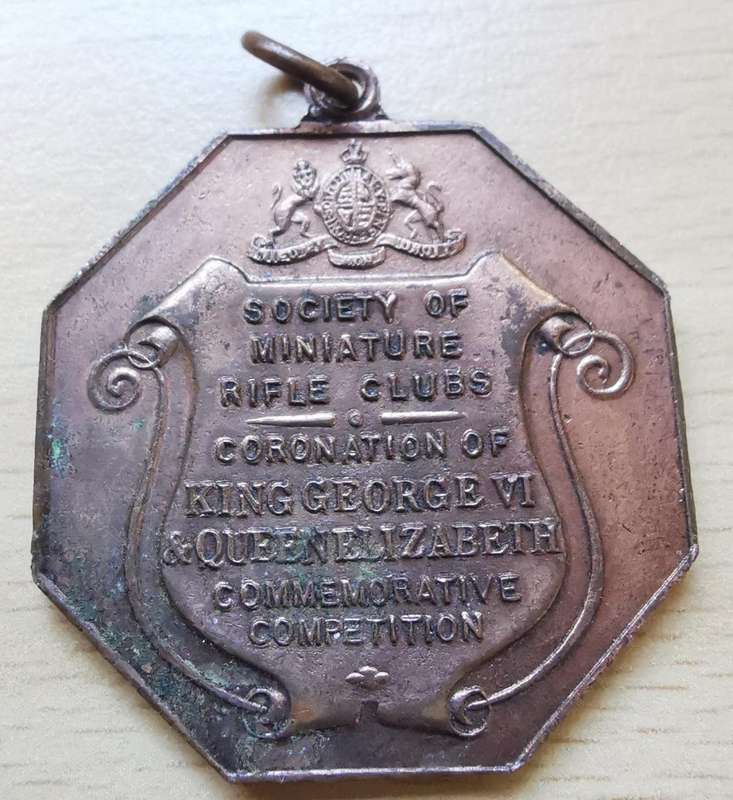 SOCIETY OF
MINIATURE
RIFLE CLUBS
CORONATION OF
KING GEORGE VI
& QUEEN ELIZABETH
COMMEMORATIVE
COMPETITION